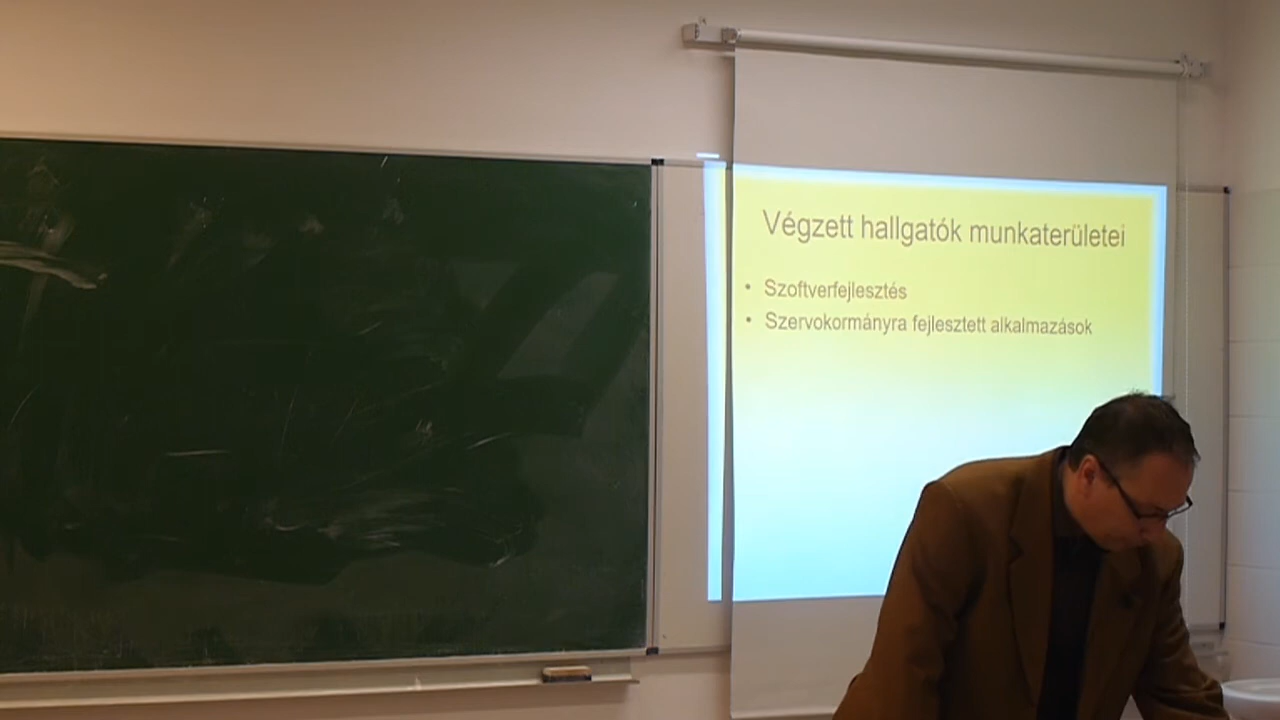 Végzett hallgatók munkaterületei
• Szoftverfejlesztés
• Szervokormányra fejlesztett alkalmazások